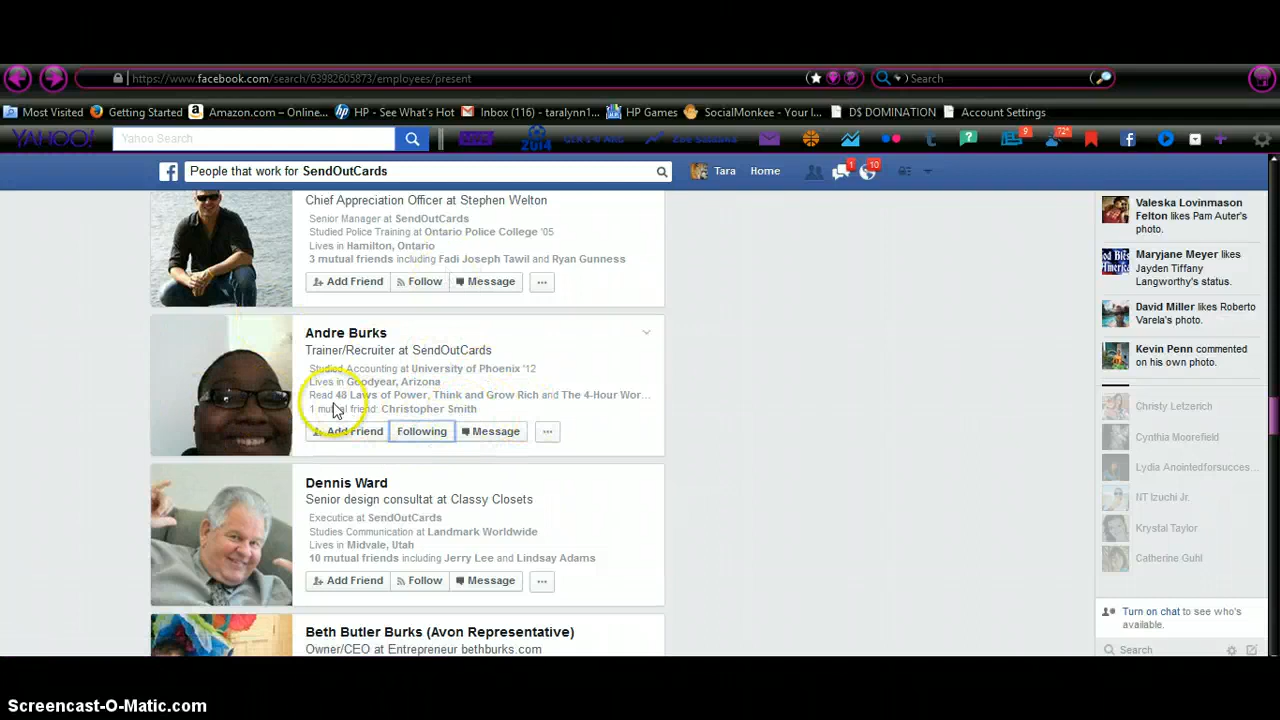 https://www.facebook.com/search/63982605873/employees/present
Search
Most Visited Getting Started Amazon.com – Online... HP - See What's Hot Inbox (116) - taralynn1... HP Games SocialMonkee - Your I... D$ DOMINATION Account Settings
YAHOO! Yahoo Search 2014 9 72°
People that work for SendOutCards Tara Home 1 10
Chief Appreciation Officer at Stephen Welton
Senior Manager at SendOutCards
Studied Police Training at Ontario Police College '05
Lives in Hamilton, Ontario
3 mutual friends including Fadi Joseph Tawil and Ryan Gunness
Add Friend Follow Message ...
Andre Burks
Trainer/Recruiter at SendOutCards
Studied Accounting at University of Phoenix '12
Lives in Goodyear, Arizona
Read 48 Laws of Power, Think and Grow Rich and The 4-Hour Wor...
1 mutual friend: Christopher Smith
Add Friend Following Message ...
Dennis Ward
Senior design consultat at Classy Closets
Executice at SendOutCards
Studies Communication at Landmark Worldwide
Lives in Midvale, Utah
10 mutual friends including Jerry Lee and Lindsay Adams
Add Friend Follow Message ...
Beth Butler Burks (Avon Representative)
Owner/CEO at Entrepreneur bethburks.com
Valeska Lovinmason
Felton likes Pam Auter's
photo.
Maryjane Meyer likes
Jayden Tiffany
Langworthy's status.
David Miller likes Roberto
Varela's photo.
Kevin Penn commented
on his own photo.
Christy Letzerich
Cynthia Moorefield
Lydia Anointedforsucces...
NT Izuchi Jr.
Krystal Taylor
Catherine Guhl
Turn on chat to see who's
available.
Search
Screencast-O-Matic.com